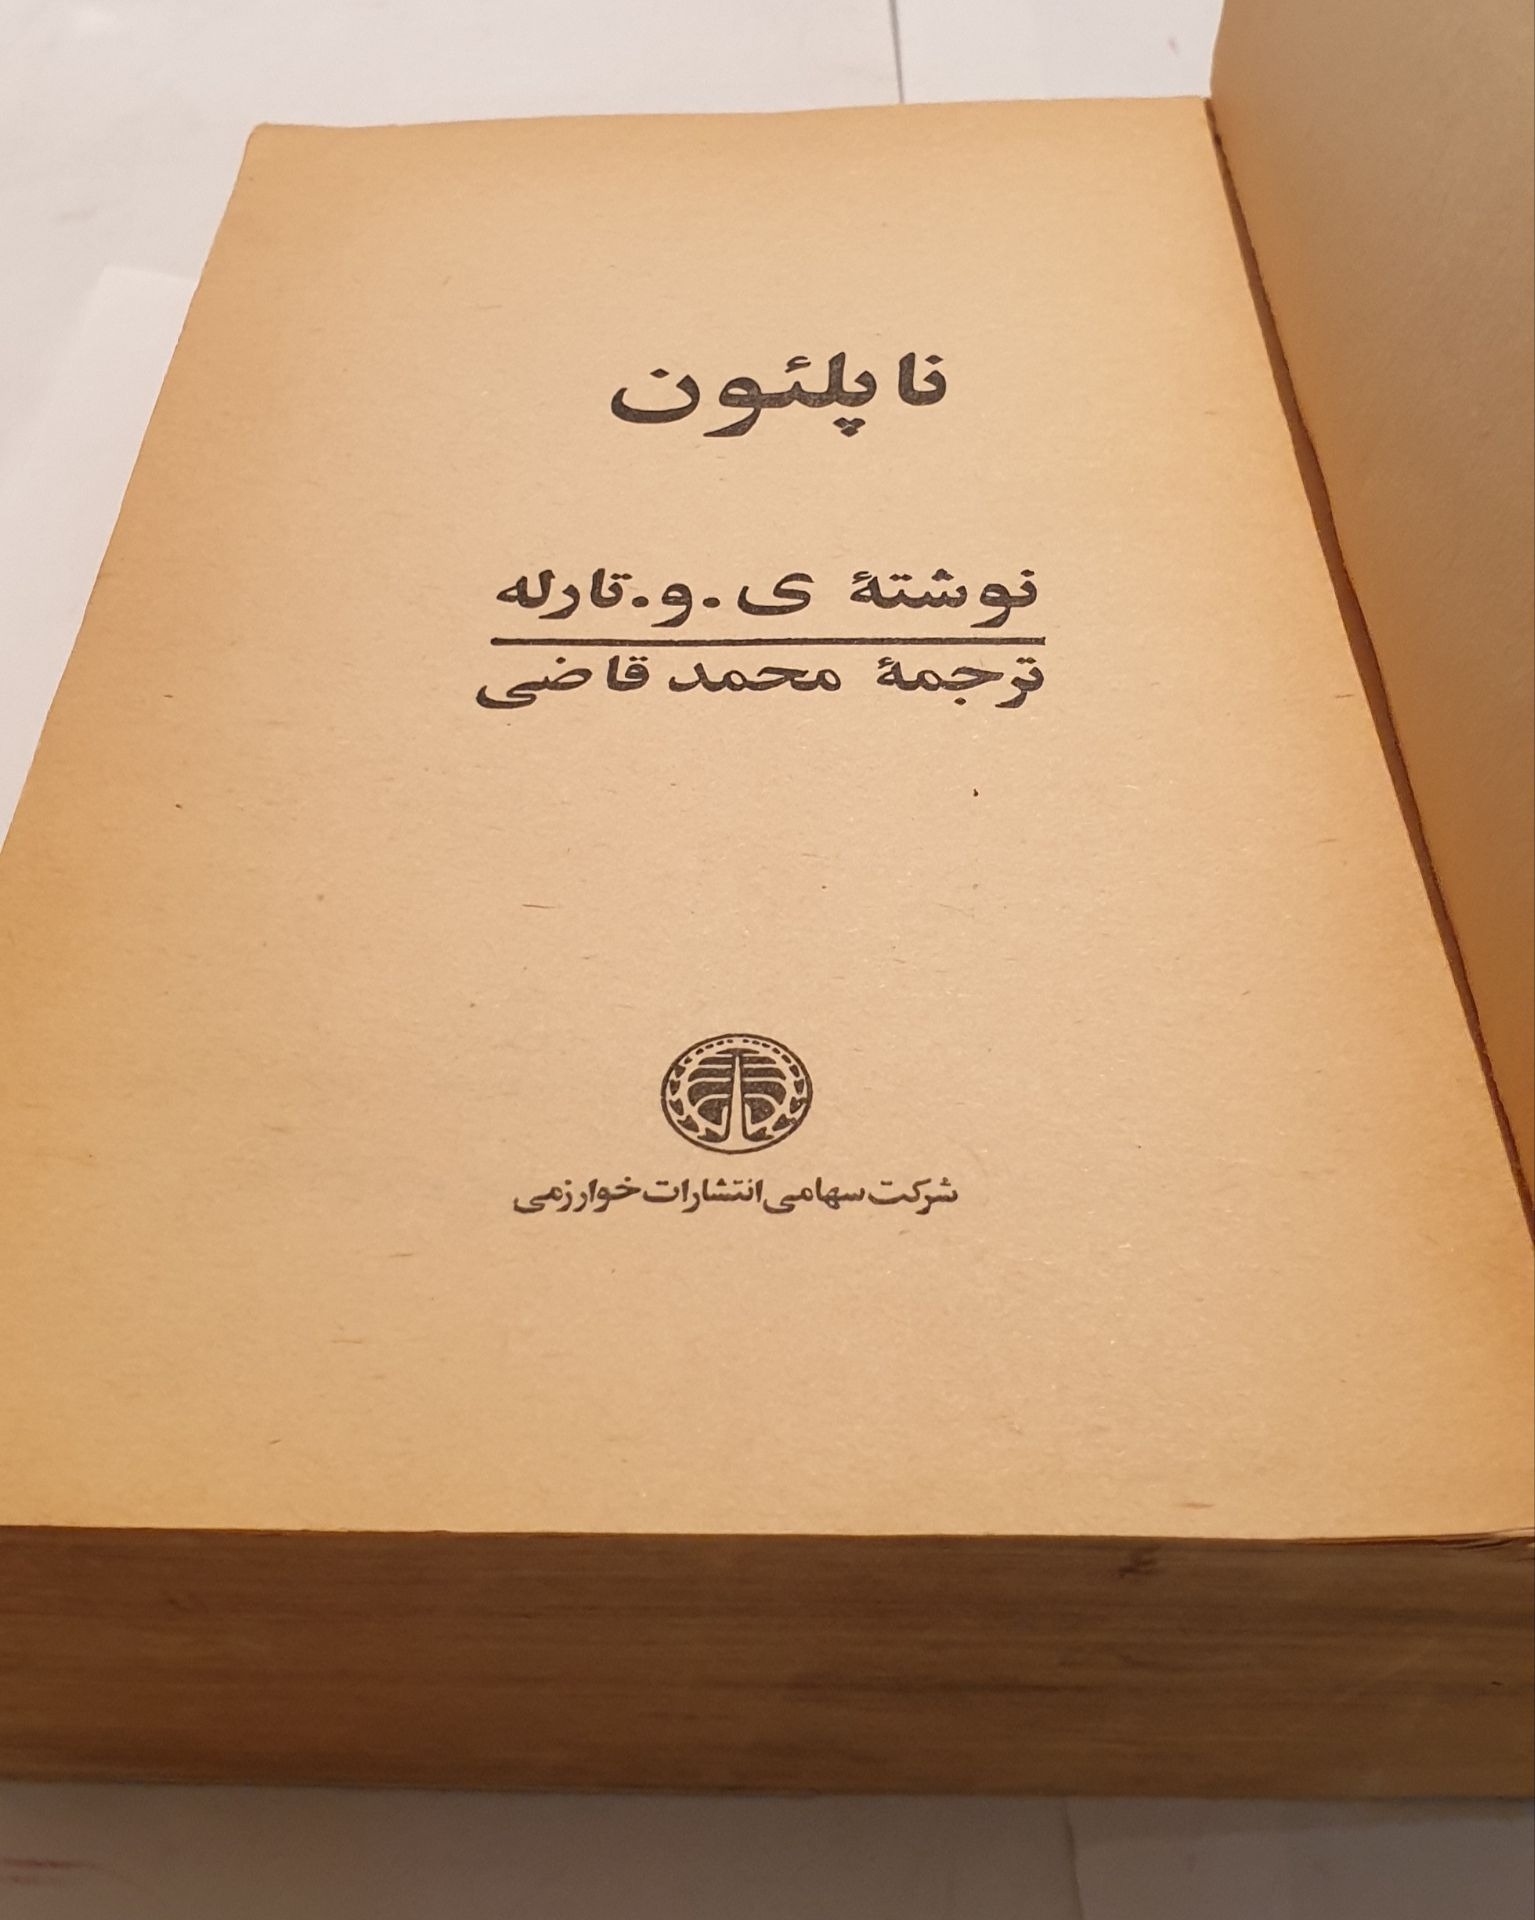 ناپلئون
نوشتهٔ ی.و.تارله
ترجمهٔ محمد قاضی
شرکت سهامی انتشارات خوارزمی